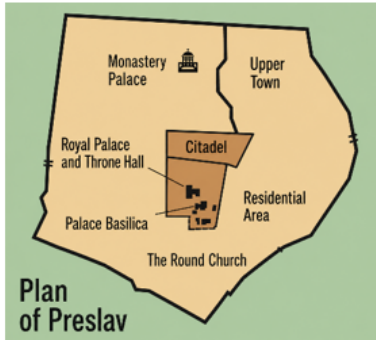 Monastery
Palace
Upper
Town
Citadel
Royal Palace
and Throne Hall
Residential
Area
Palace Basilica
The Round Church
Plan
of Preslav